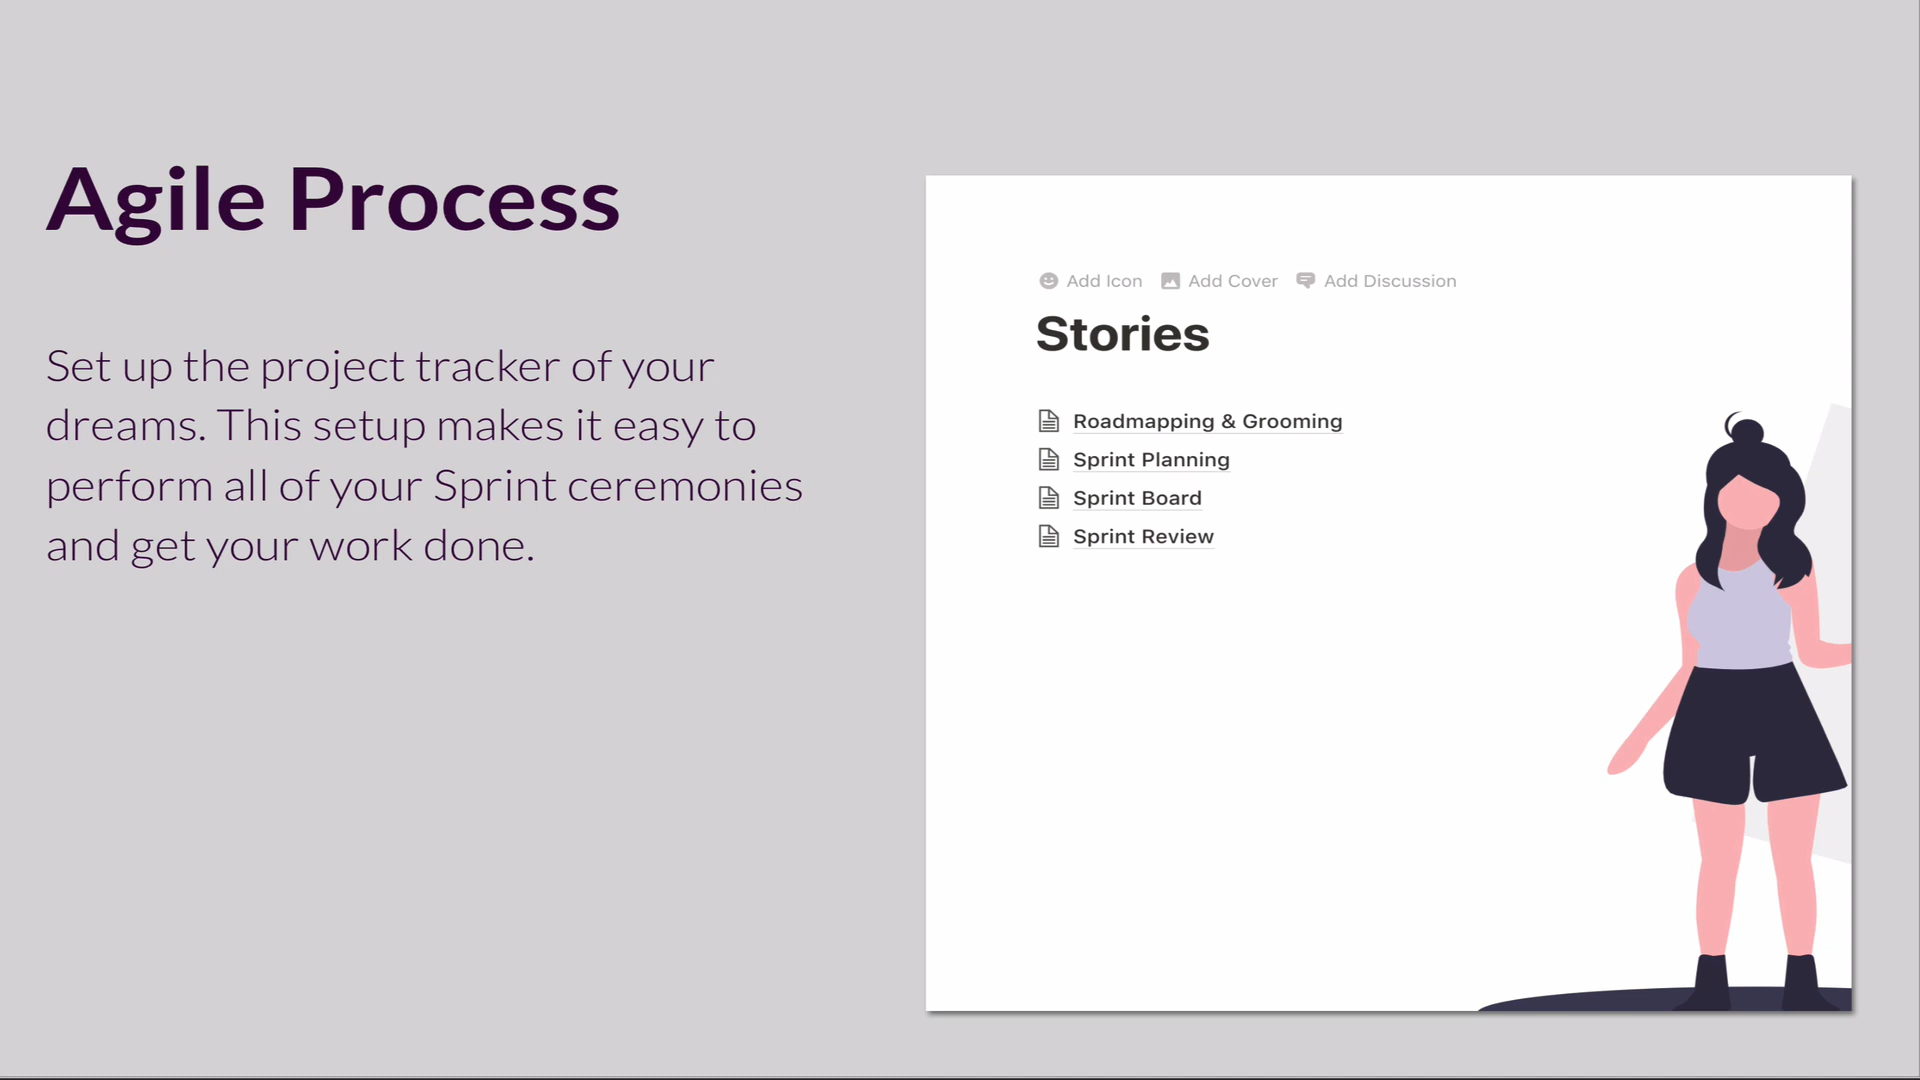 Agile Process
Set up the project tracker of your
dreams. This setup makes it easy to
perform all of your Sprint ceremonies
and get your work done.
Add Icon Add Cover Add Discussion
Stories
Roadmapping & Grooming
Sprint Planning
Sprint Board
Sprint Review